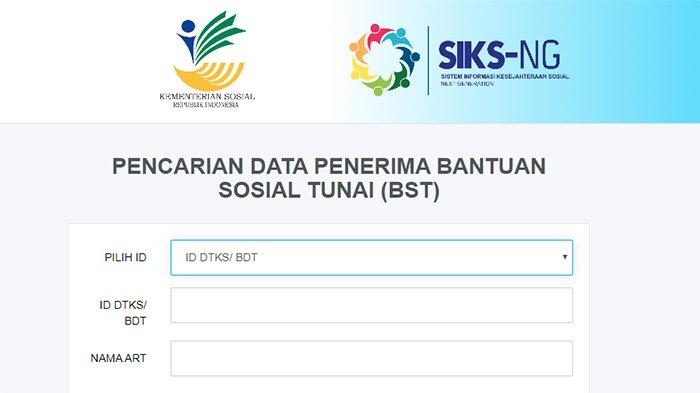 KEMENTERIAN SOSIAL
REPUBLIK INDONESIA
SIKS-NG
SISTEM INFORMASI KESEJAHTERAAN SOSIAL
NEXT GENERATION
PENCARIAN DATA PENERIMA BANTUAN
SOSIAL TUNAI (BST)
PILIH ID
ID DTKS/ BDT
ID DTKS/
BDT
NAMA ART